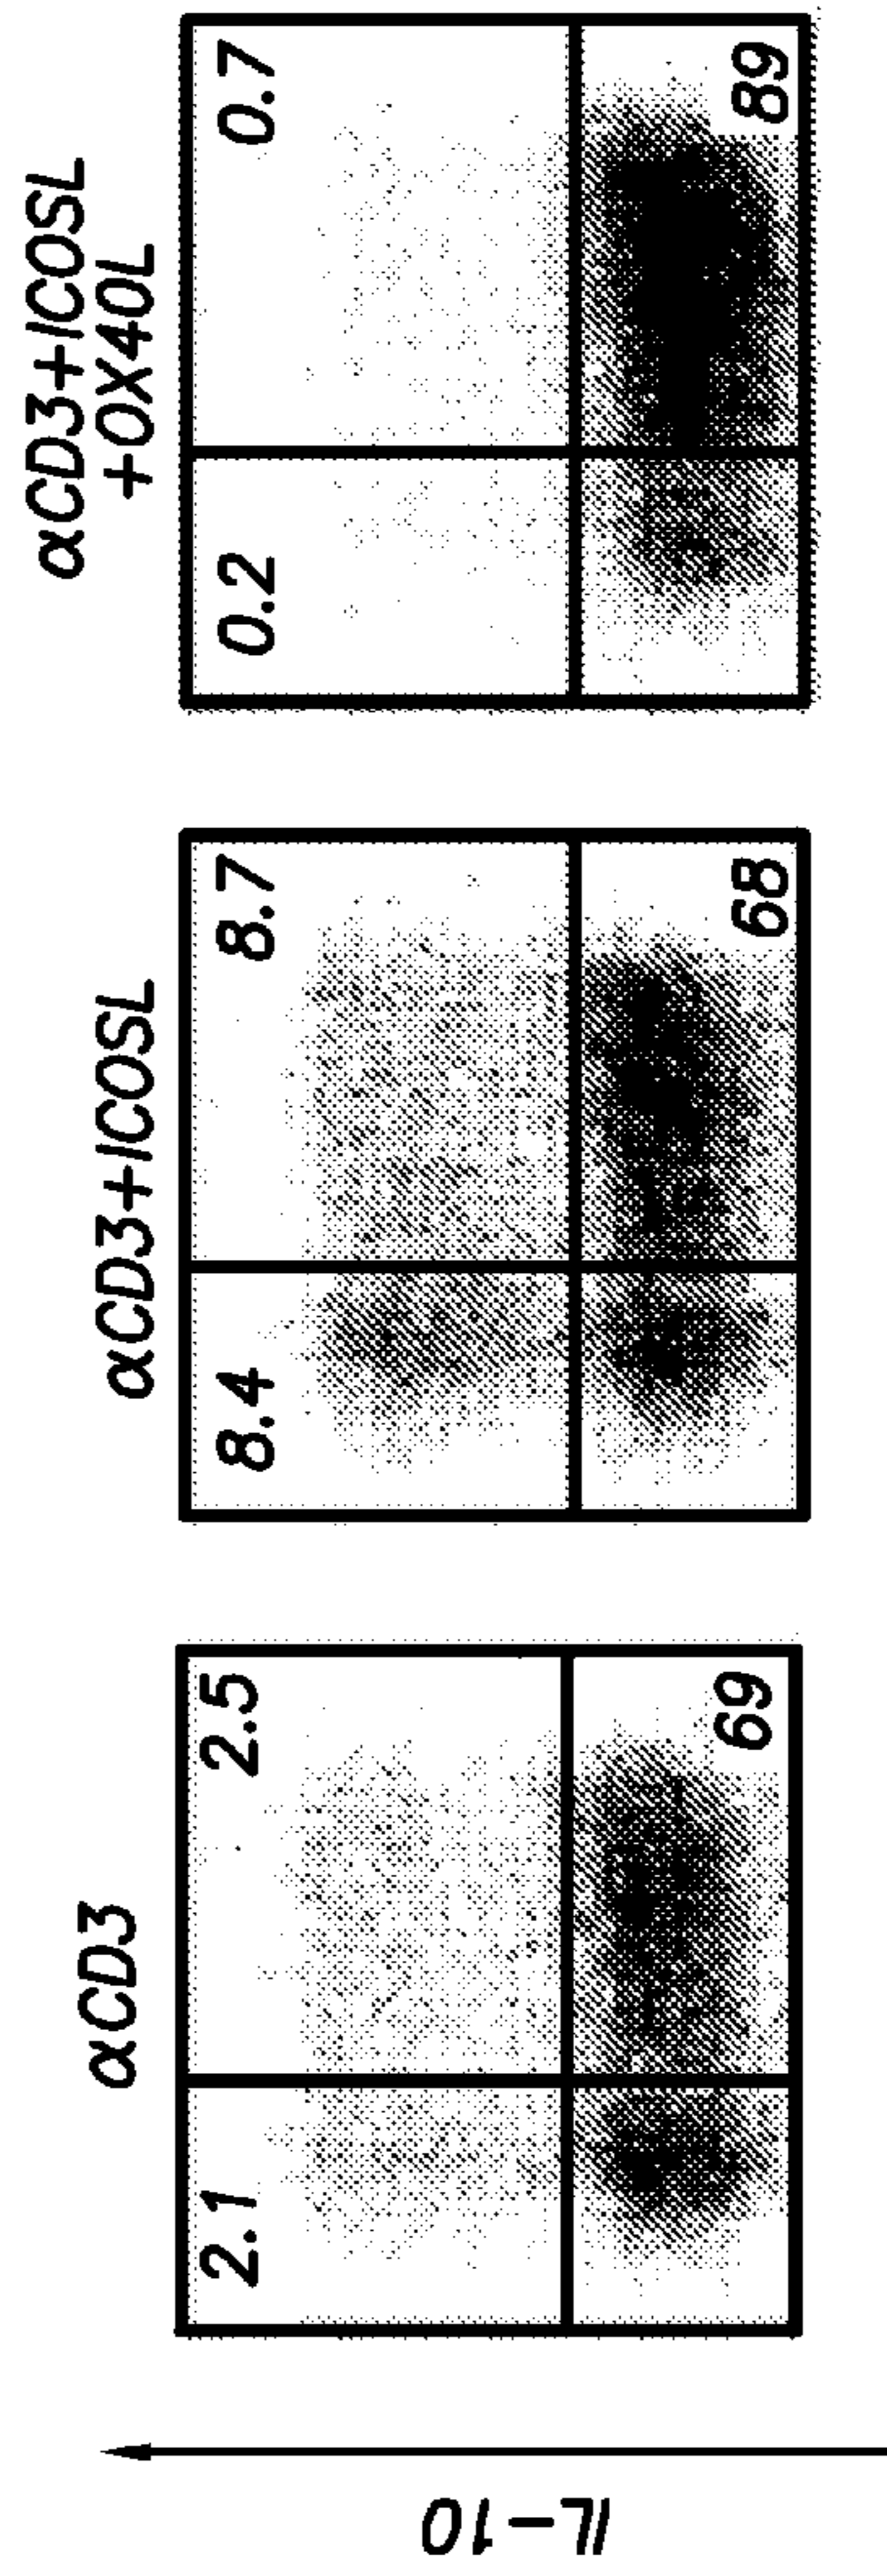 αCD3
αCD3+ICOSL
αCD3+ICOSL
+OX40L
IL-10
2.1
2.5
69
8.4
8.7
68
0.2
0.7
89